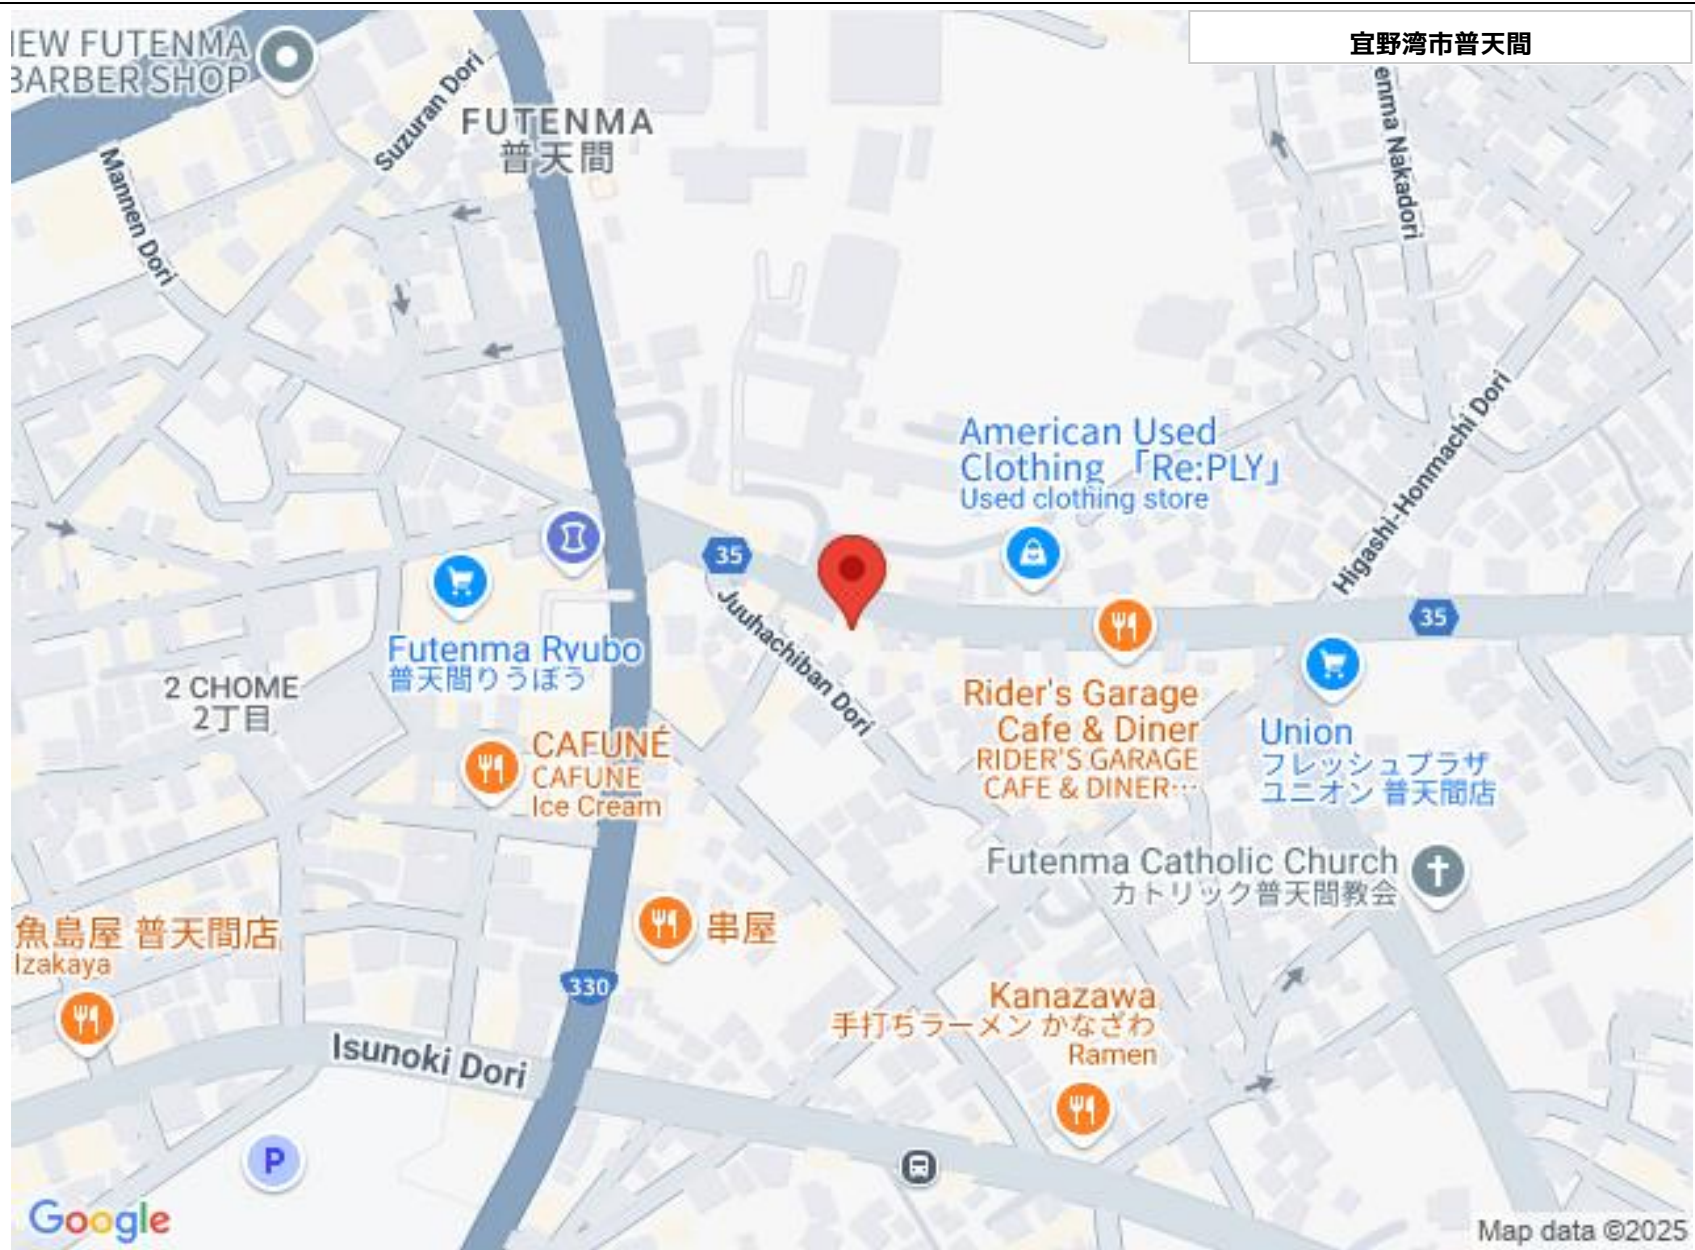 宜野湾市普天間
EW FUTENMA
BARBER SHOP
Suzuran Dori
FUTENMA
普天間
Mannen Dori
enma Nakadori
American Used
Clothing 「Re:PLY」
Used clothing store
Higashi-Honmachi Dori
35
35
Juuhachiban Dori
Futenma Ryubo
普天間りうぼう
2 CHOME
2丁目
Rider's Garage
Cafe & Diner
RIDER'S GARAGE
CAFE & DINER…
Union
フレッシュプラザ
ユニオン 普天間店
CAFUNÉ
CAFUNE
Ice Cream
Futenma Catholic Church
カトリック普天間教会
魚島屋 普天間店
Izakaya
串屋
330
Kanazawa
手打ちラーメン かなざわ
Ramen
Isunoki Dori
P
Google
Map data ©2025